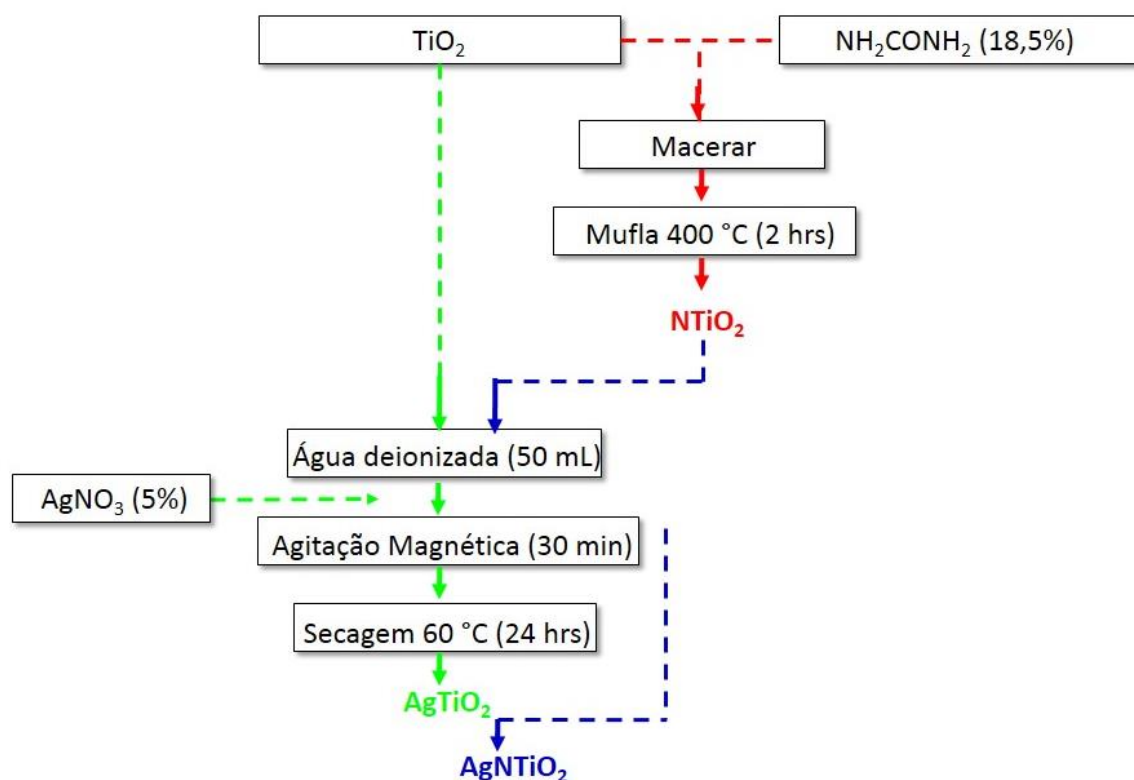 TiO₂
NH₂CONH₂ (18,5%)
Macerar
Mufla 400 °C (2 hrs)
NTiO₂
Água deionizada (50 mL)
AgNO₃ (5%)
Agitação Magnética (30 min)
Secagem 60 °C (24 hrs)
AgTiO₂
AgNTiO₂